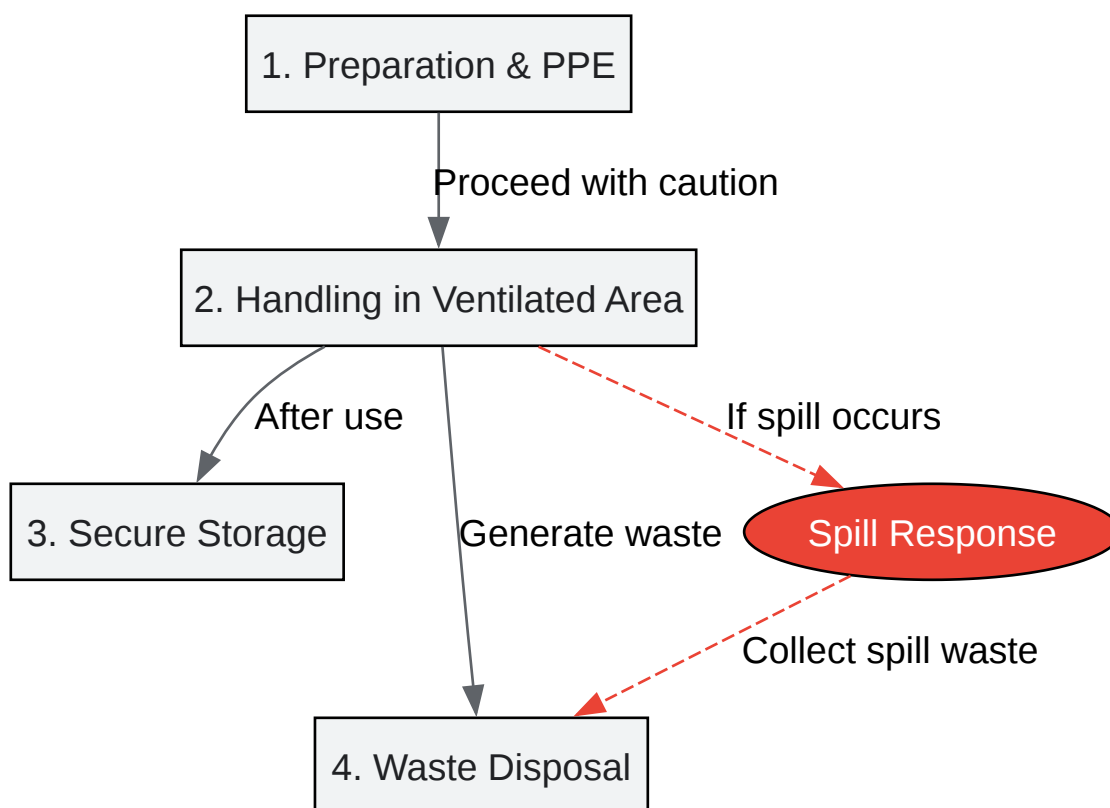 1. Preparation & PPE
Proceed with caution
2. Handling in Ventilated Area
After use
If spill occurs
3. Secure Storage
Generate waste
Spill Response
Collect spill waste
4. Waste Disposal